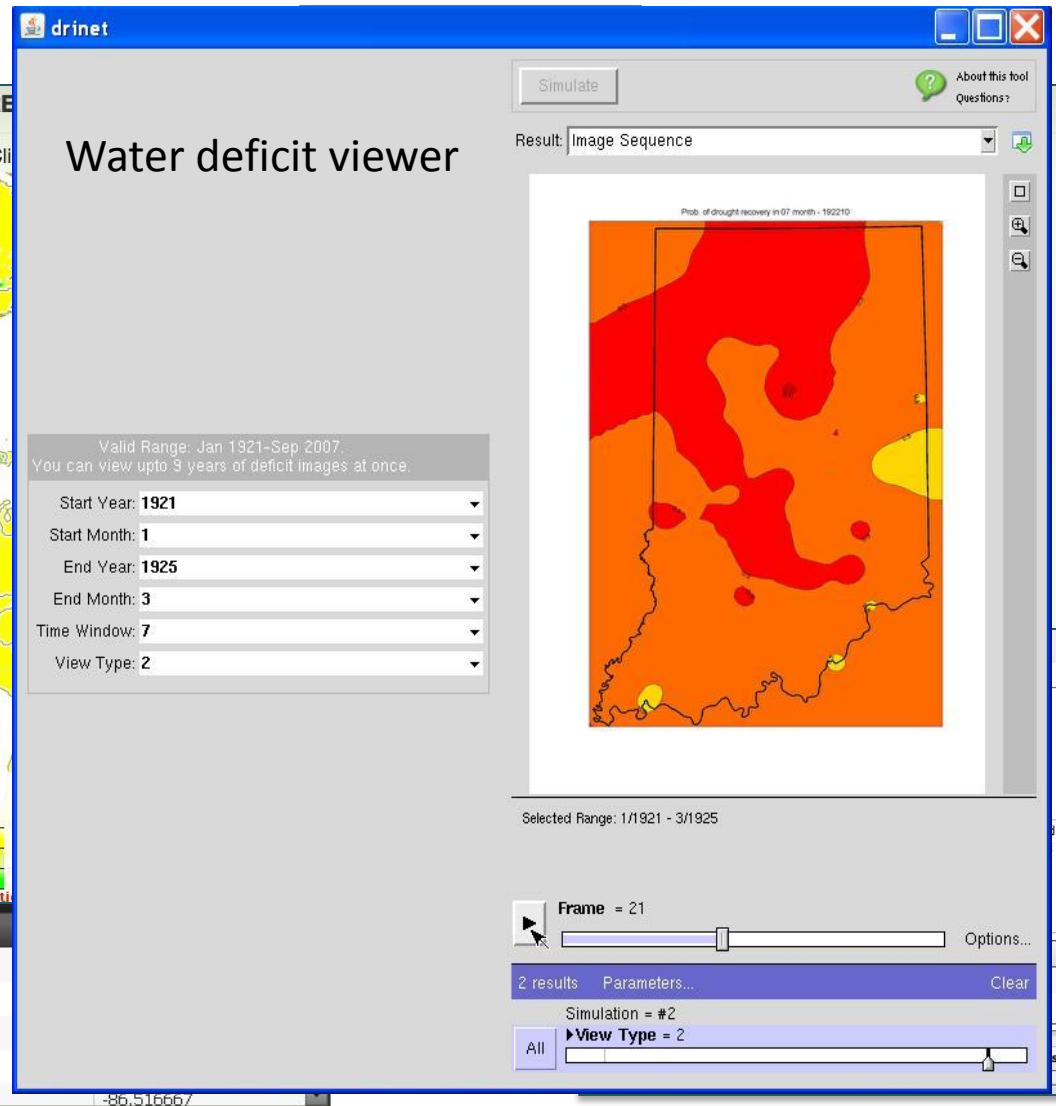 drinet
Water deficit viewer
Simulate
About this tool
Questions?
Result: Image Sequence
Prob. of drought recovery in 07 month - 192210
Valid Range: Jan 1921-Sep 2007.
You can view upto 9 years of deficit images at once.
Start Year: 1921
Start Month: 1
End Year: 1925
End Month: 3
Time Window: 7
View Type: 2
Selected Range: 1/1921 - 3/1925
Frame = 21
Options...
2 results Parameters... Clear
Simulation = #2
All
View Type = 2
-86.516667